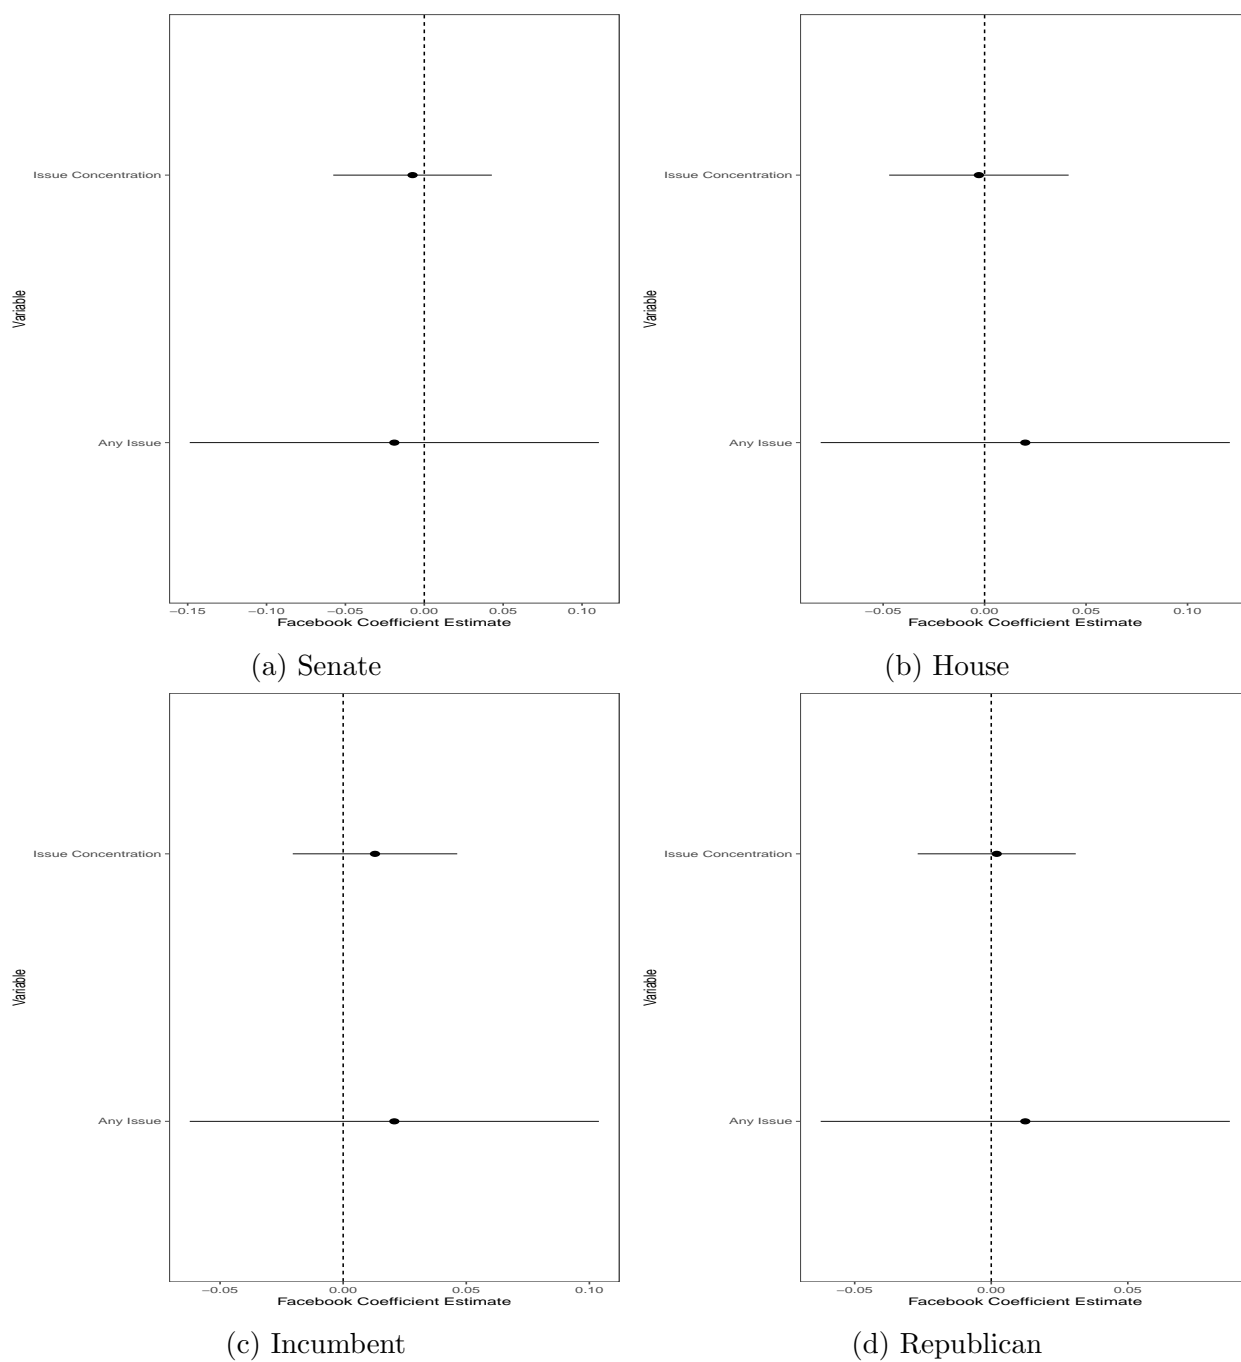 Variable
Issue Concentration
Any Issue
−0.15 −0.10 −0.05 0.00 0.05 0.10
Facebook Coefficient Estimate
(a) Senate
Variable
Issue Concentration
Any Issue
−0.05 0.00 0.05 0.10
Facebook Coefficient Estimate
(b) House
Variable
Issue Concentration
Any Issue
−0.05 0.00 0.05 0.10
Facebook Coefficient Estimate
(c) Incumbent
Variable
Issue Concentration
Any Issue
−0.05 0.00 0.05
Facebook Coefficient Estimate
(d) Republican